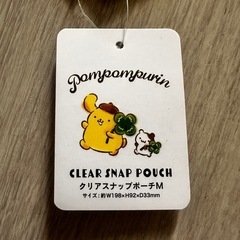 Pompompurin
CLEAR SNAP POUCH
クリアスナップポーチM
サイズ：約W198×H92×D33mm